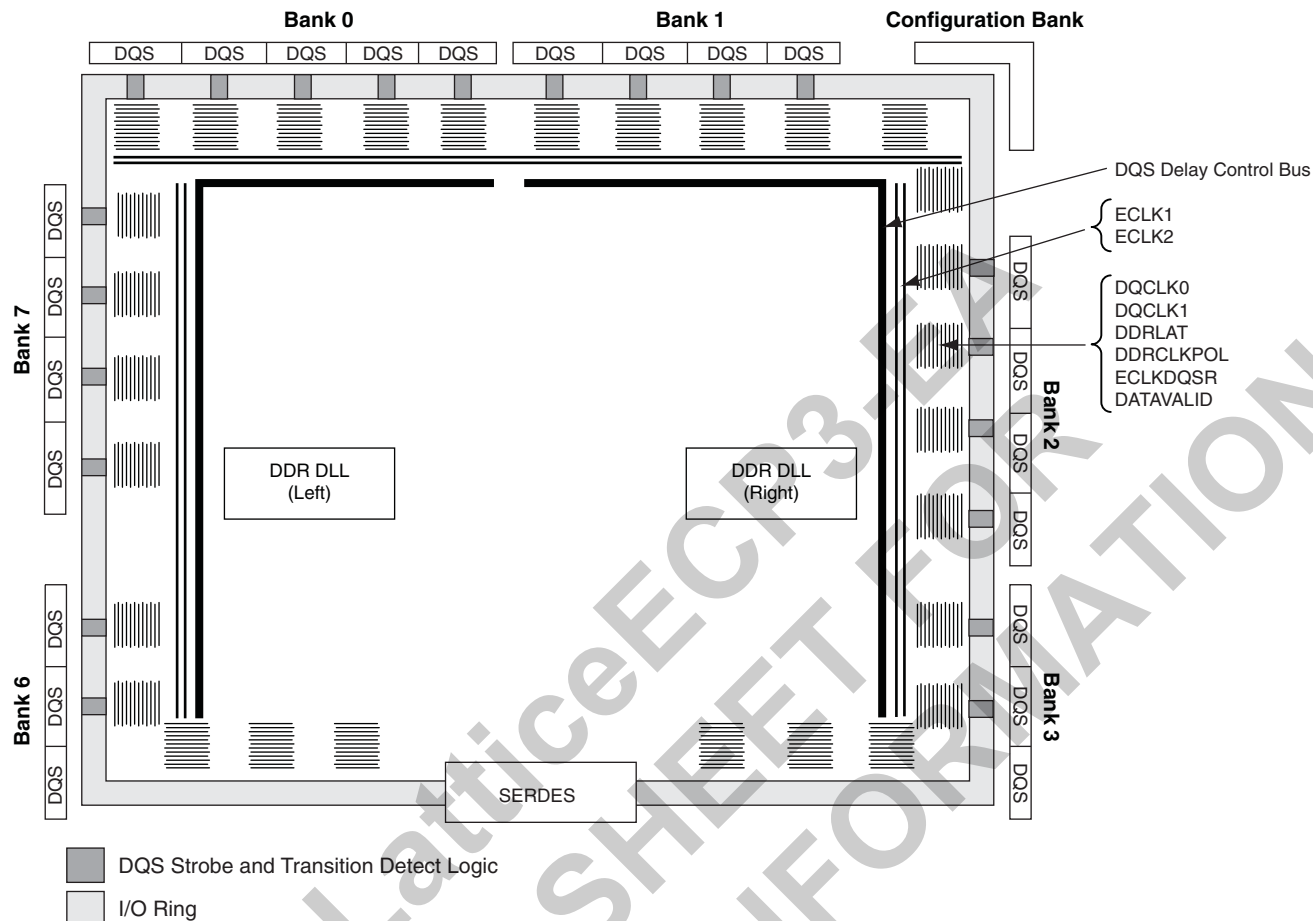 Bank 0
Bank 1
Configuration Bank
DQS DQS DQS DQS DQS
DQS DQS DQS DQS
DQS Delay Control Bus
ECLK1
ECLK2
DQCLK0
DQCLK1
DDRLAT
DDRCLKPOL
ECLKDQSR
DATAVALID
Bank 7
DQS
DQS
DQS
DQS
Bank 6
DQS
DQS
DQS
DQS
DQS
DQS
DQS
Bank 2
DQS
DQS
DQS
Bank 3
DDR DLL
(Left)
DDR DLL
(Right)
SERDES
DQS Strobe and Transition Detect Logic
I/O Ring
LatticeECP3-EA
SHEET FOR
INFORMATION